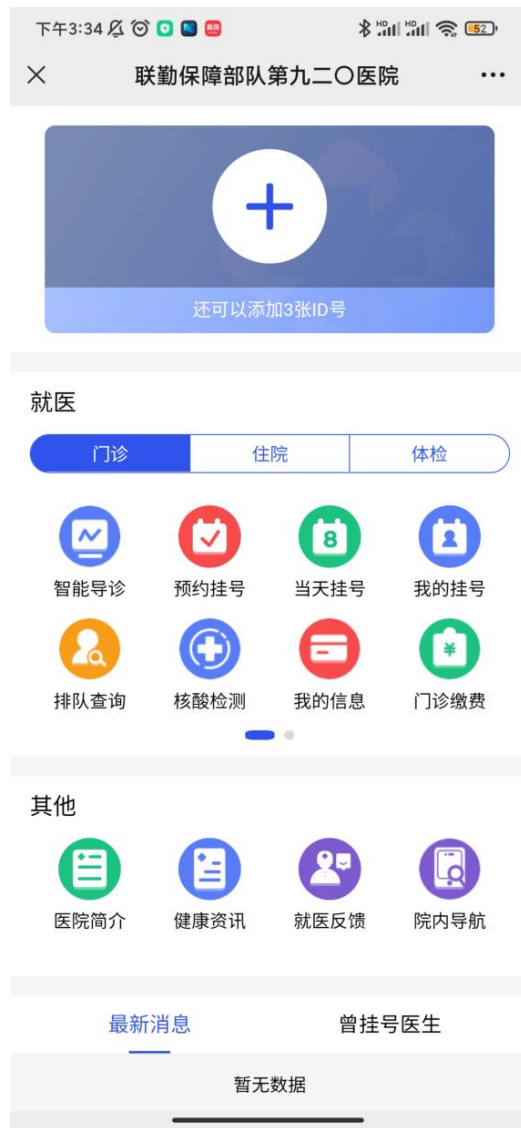 下午3:34
52
联勤保障部队第九二〇医院
还可以添加3张ID号
就医
门诊 住院 体检
8
智能导诊 预约挂号 当天挂号 我的挂号
¥
排队查询 核酸检测 我的信息 门诊缴费
其他
医院简介 健康资讯 就医反馈 院内导航
最新消息 曾挂号医生
暂无数据